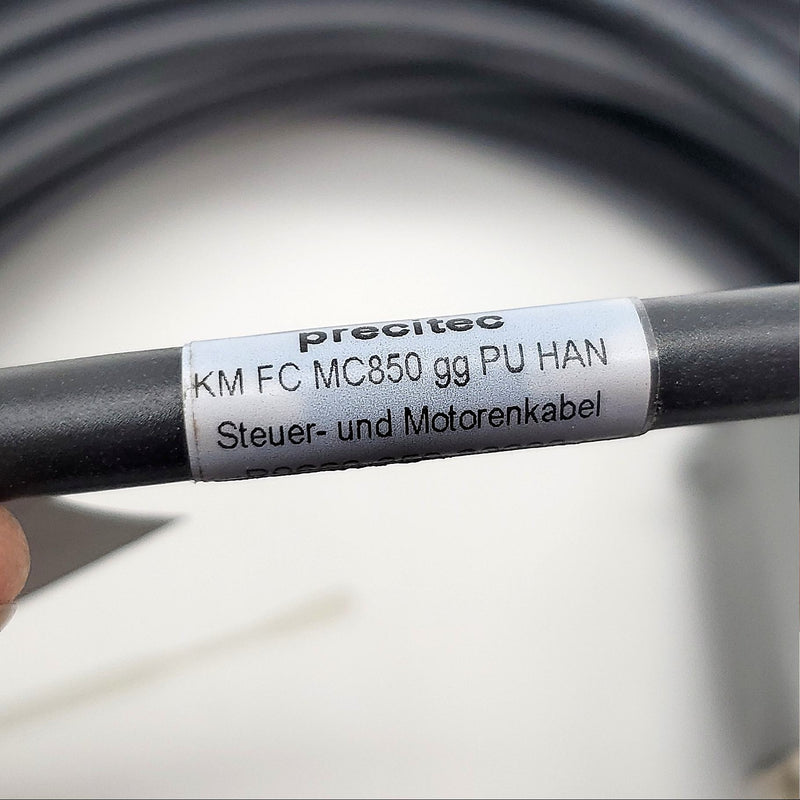 precitec
KM FC MC850 gg PU HAN
Steuer- und Motorenkabel